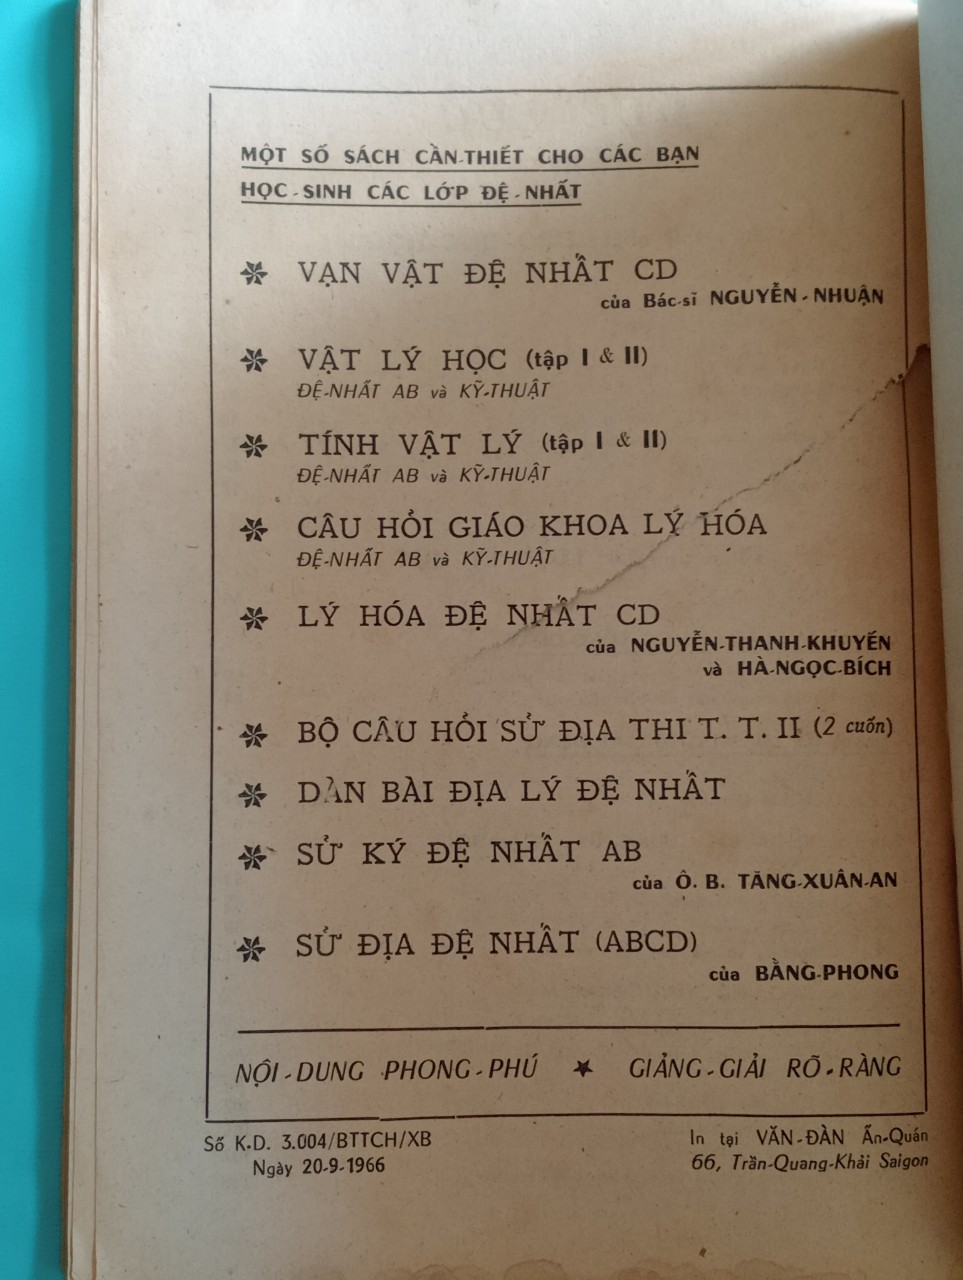 MỘT SỐ SÁCH CẦN-THIẾT CHO CÁC BẠN
HỌC-SINH CÁC LỚP ĐỆ-NHẤT
VẠN VẬT ĐỆ NHẤT CD
của Bác-sĩ NGUYỄN-NHUẬN
VẬT LÝ HỌC (tập I & II)
ĐỆ-NHẤT AB và KỸ-THUẬT
TÍNH VẬT LÝ (tập I & II)
ĐỆ-NHẤT AB và KỸ-THUẬT
CÂU HỎI GIÁO KHOA LÝ HÓA
ĐỆ-NHẤT AB và KỸ-THUẬT
LÝ HÓA ĐỆ NHẤT CD
của NGUYỄN-THANH-KHUYẾN
và HÀ-NGỌC-BÍCH
BỘ CÂU HỎI SỬ ĐỊA THI T. T. II (2 cuốn)
DÀN BÀI ĐỊA LÝ ĐỆ NHẤT
SỬ KÝ ĐỆ NHẤT AB
của Ô. B. TĂNG-XUÂN-AN
SỬ ĐỊA ĐỆ NHẤT (ABCD)
của BẰNG-PHONG
NỘI-DUNG PHONG-PHÚ ★ GIẢNG-GIẢI RÕ-RÀNG
Số K.D. 3.004/BTTCH/XB
Ngày 20-9-1966
In tại VĂN-ĐÀN Ấn-Quán
66, Trần-Quang-Khải Saigon